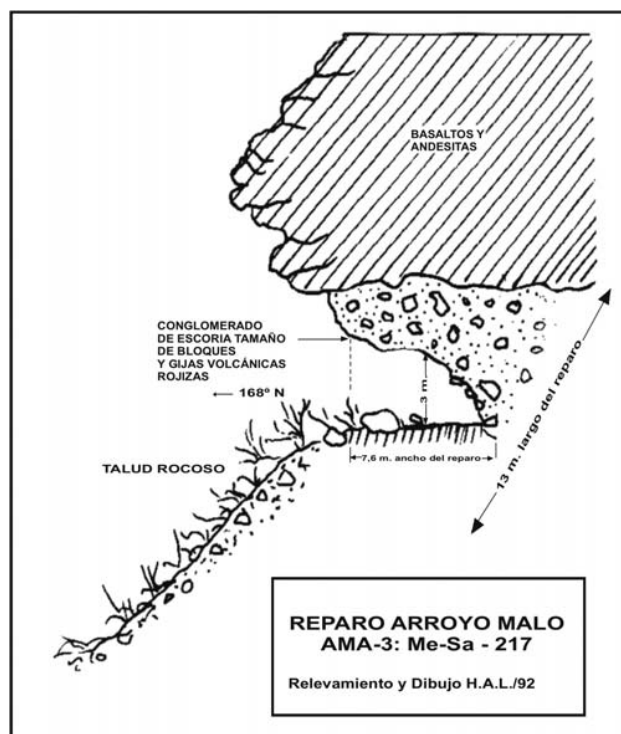 BASALTOS Y
ANDESITAS
CONGLOMERADO
DE ESCORIA TAMAÑO
DE BLOQUES
Y GIJAS VOLCÁNICAS
ROJIZAS
168º N
3 m.
TALUD ROCOSO
7,6 m. ancho del reparo
13 m. largo del reparo
REPARO ARROYO MALO
AMA-3: Me-Sa - 217
Relevamiento y Dibujo H.A.L./92